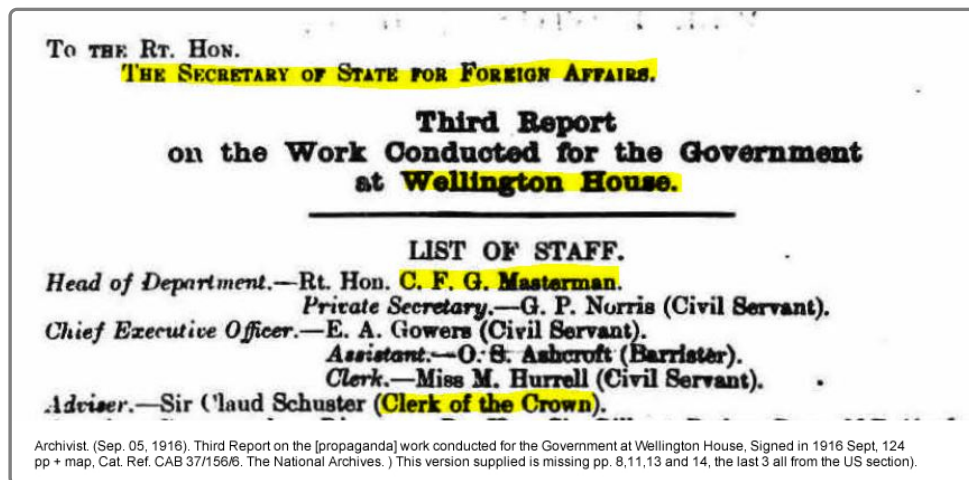 To the Rt. Hon.
The Secretary of State for Foreign Affairs.
Third Report
on the Work Conducted for the Government
at Wellington House.
LIST OF STAFF.
Head of Department.—Rt. Hon. C. F. G. Masterman.
Private Secretary.—G. P. Norris (Civil Servant).
Chief Executive Officer.—E. A. Gowers (Civil Servant).
Assistant.—O. S. Ashcroft (Barrister).
Clerk.—Miss M. Hurrell (Civil Servant).
Adviser.—Sir Claud Schuster (Clerk of the Crown).
Archivist. (Sep. 05, 1916). Third Report on the [propaganda] work conducted for the Government at Wellington House, Signed in 1916 Sept, 124
pp + map, Cat. Ref. CAB 37/156/6. The National Archives. ) This version supplied is missing pp. 8,11,13 and 14, the last 3 all from the US section).